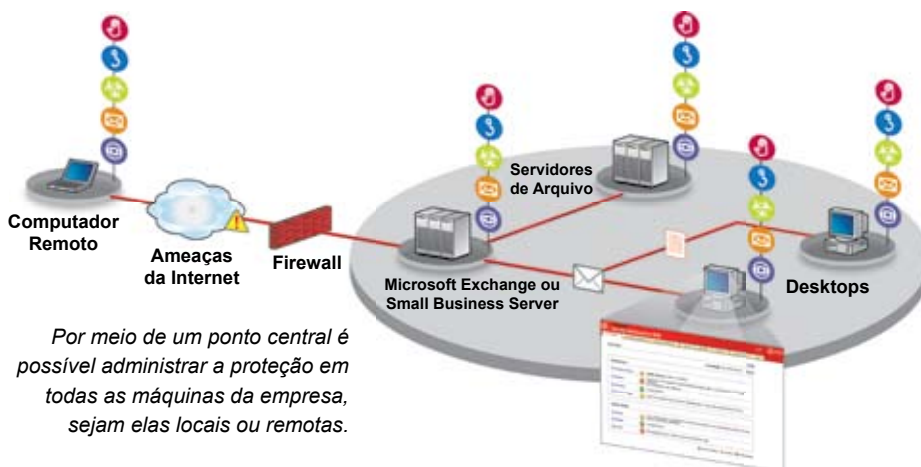 Servidores
de Arquivo
Computador
Remoto
Ameaças
da Internet
Firewall
Microsoft Exchange ou
Small Business Server
Desktops
Por meio de um ponto central é
possível administrar a proteção em
todas as máquinas da empresa,
sejam elas locais ou remotas.